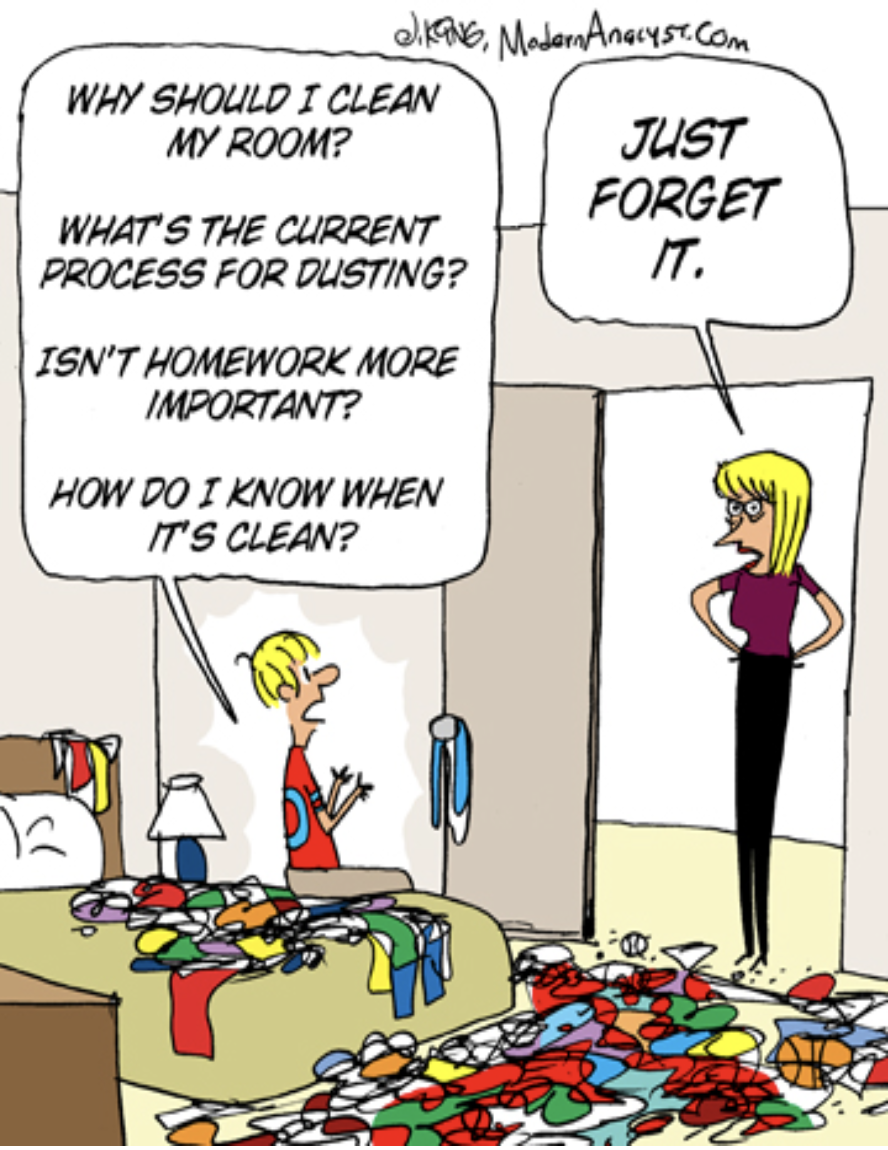 J.KONG, ModernAnalyst.Com
WHY SHOULD I CLEAN
MY ROOM?
WHAT'S THE CURRENT
PROCESS FOR DUSTING?
ISN'T HOMEWORK MORE
IMPORTANT?
HOW DO I KNOW WHEN
IT'S CLEAN?
JUST
FORGET
IT.